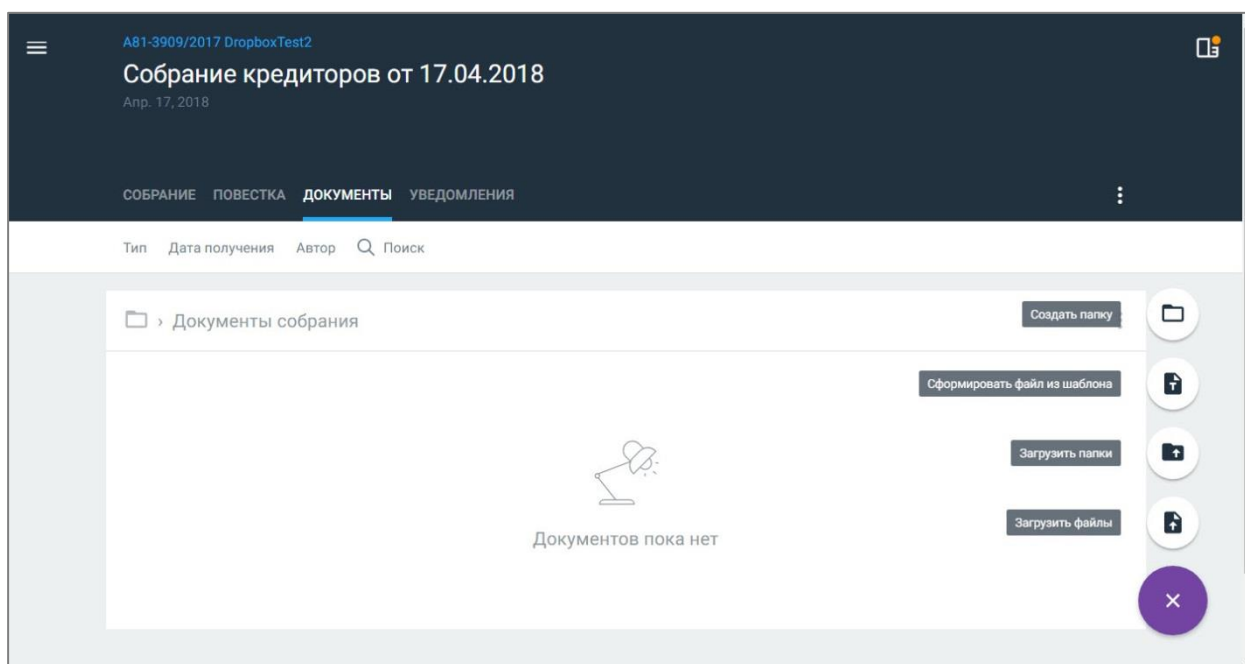 А81-3909/2017 DropboxTest2
Собрание кредиторов от 17.04.2018
Апр. 17, 2018
СОБРАНИЕ ПОВЕСТКА ДОКУМЕНТЫ УВЕДОМЛЕНИЯ
Тип Дата получения Автор Поиск
› Документы собрания
Создать папку
Сформировать файл из шаблона
Загрузить папки
Загрузить файлы
Документов пока нет